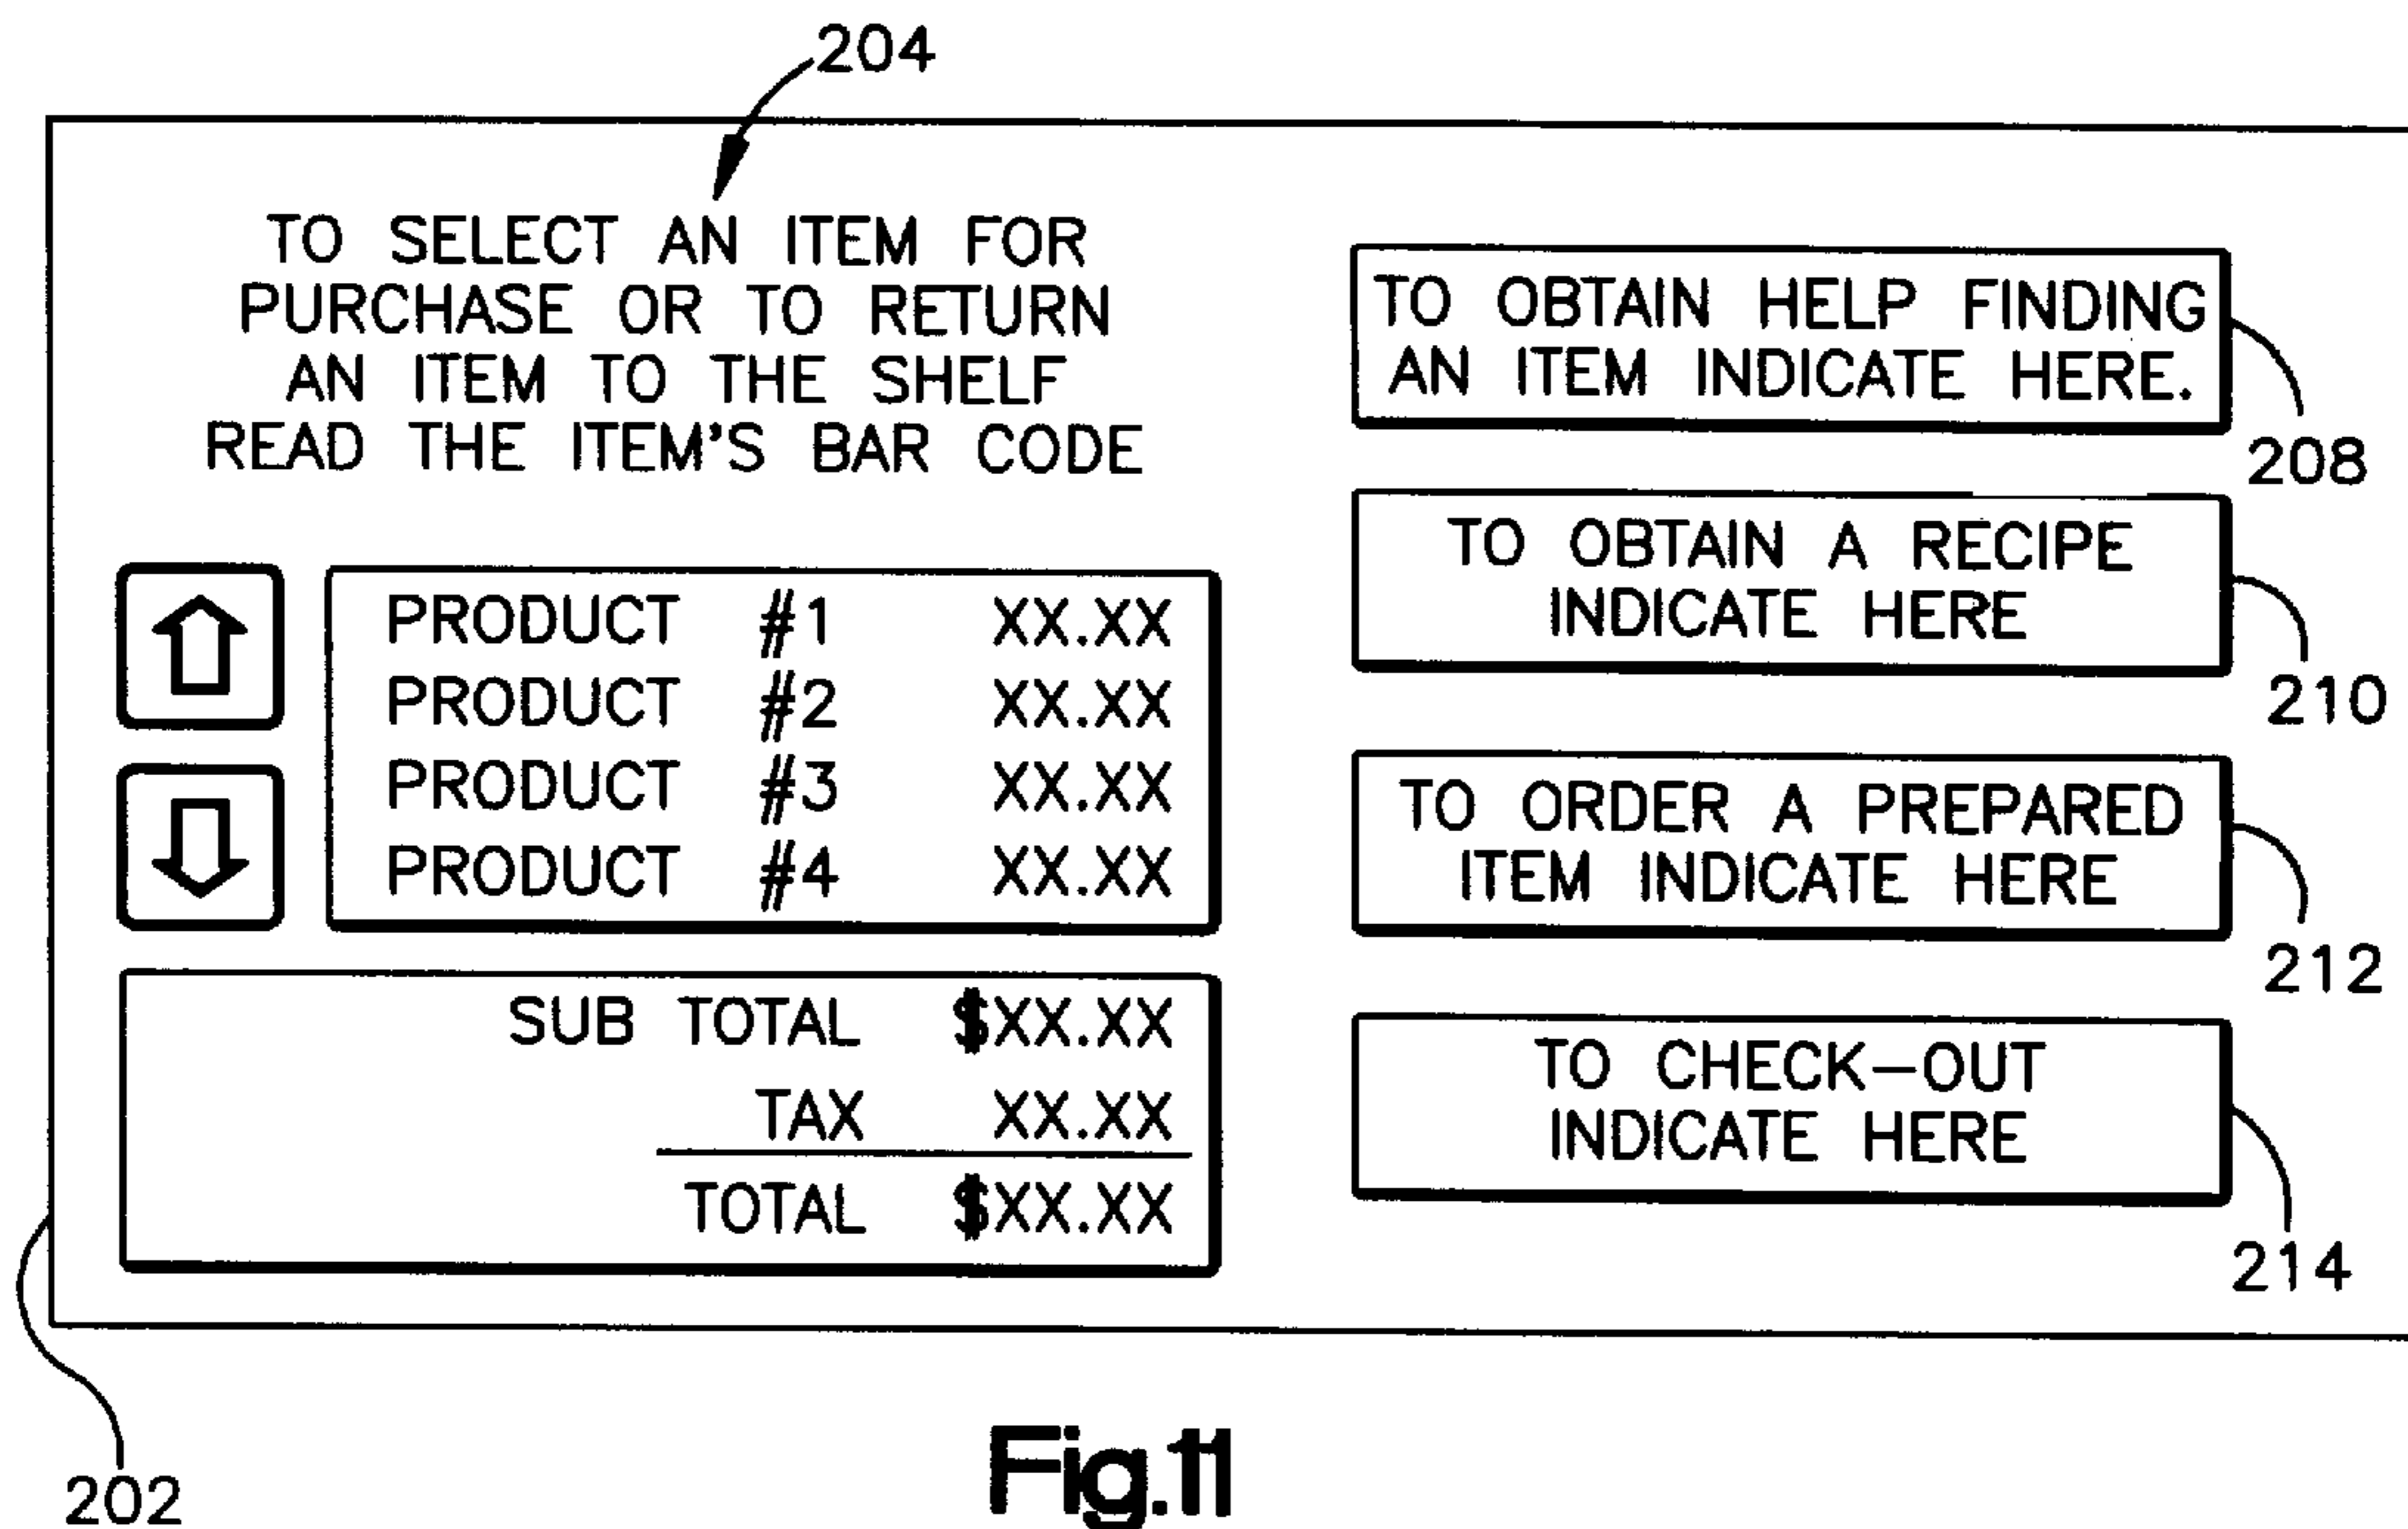 204
TO SELECT AN ITEM FOR
PURCHASE OR TO RETURN
AN ITEM TO THE SHELF
READ THE ITEM'S BAR CODE
PRODUCT #1 XX.XX
PRODUCT #2 XX.XX
PRODUCT #3 XX.XX
PRODUCT #4 XX.XX
SUB TOTAL $XX.XX
TAX XX.XX
TOTAL $XX.XX
TO OBTAIN HELP FINDING
AN ITEM INDICATE HERE.
208
TO OBTAIN A RECIPE
INDICATE HERE
210
TO ORDER A PREPARED
ITEM INDICATE HERE
212
TO CHECK-OUT
INDICATE HERE
214
202
Fig.11